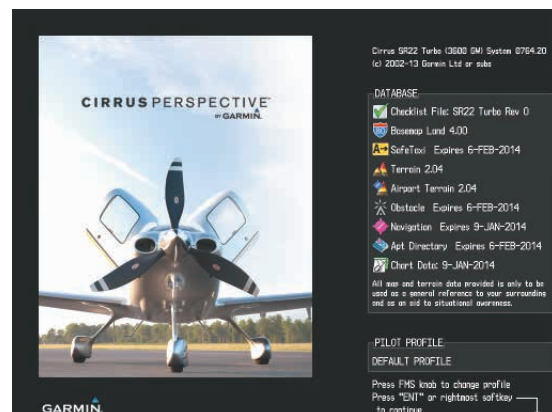 CIRRUS PERSPECTIVE™
BY GARMIN.
GARMIN.
Cirrus SR22 Turbo (3600 GW) System 0764.20
(c) 2002-13 Garmin Ltd or subs
DATABASE
Checklist File: SR22 Turbo Rev 0
Basemap Land 4.00
A→ SafeTaxi Expires 6-FEB-2014
Terrain 2.04
Airport Terrain 2.04
Obstacle Expires 6-FEB-2014
Navigation Expires 9-JAN-2014
Apt Directory Expires 6-FEB-2014
Chart Data: 9-JAN-2014
All map and terrain data provided is only to be
used as a general reference to your surrounding
and as an aid to situational awareness.
PILOT PROFILE
DEFAULT PROFILE
Press FMS knob to change profile
Press "ENT" or rightmost softkey
to continue